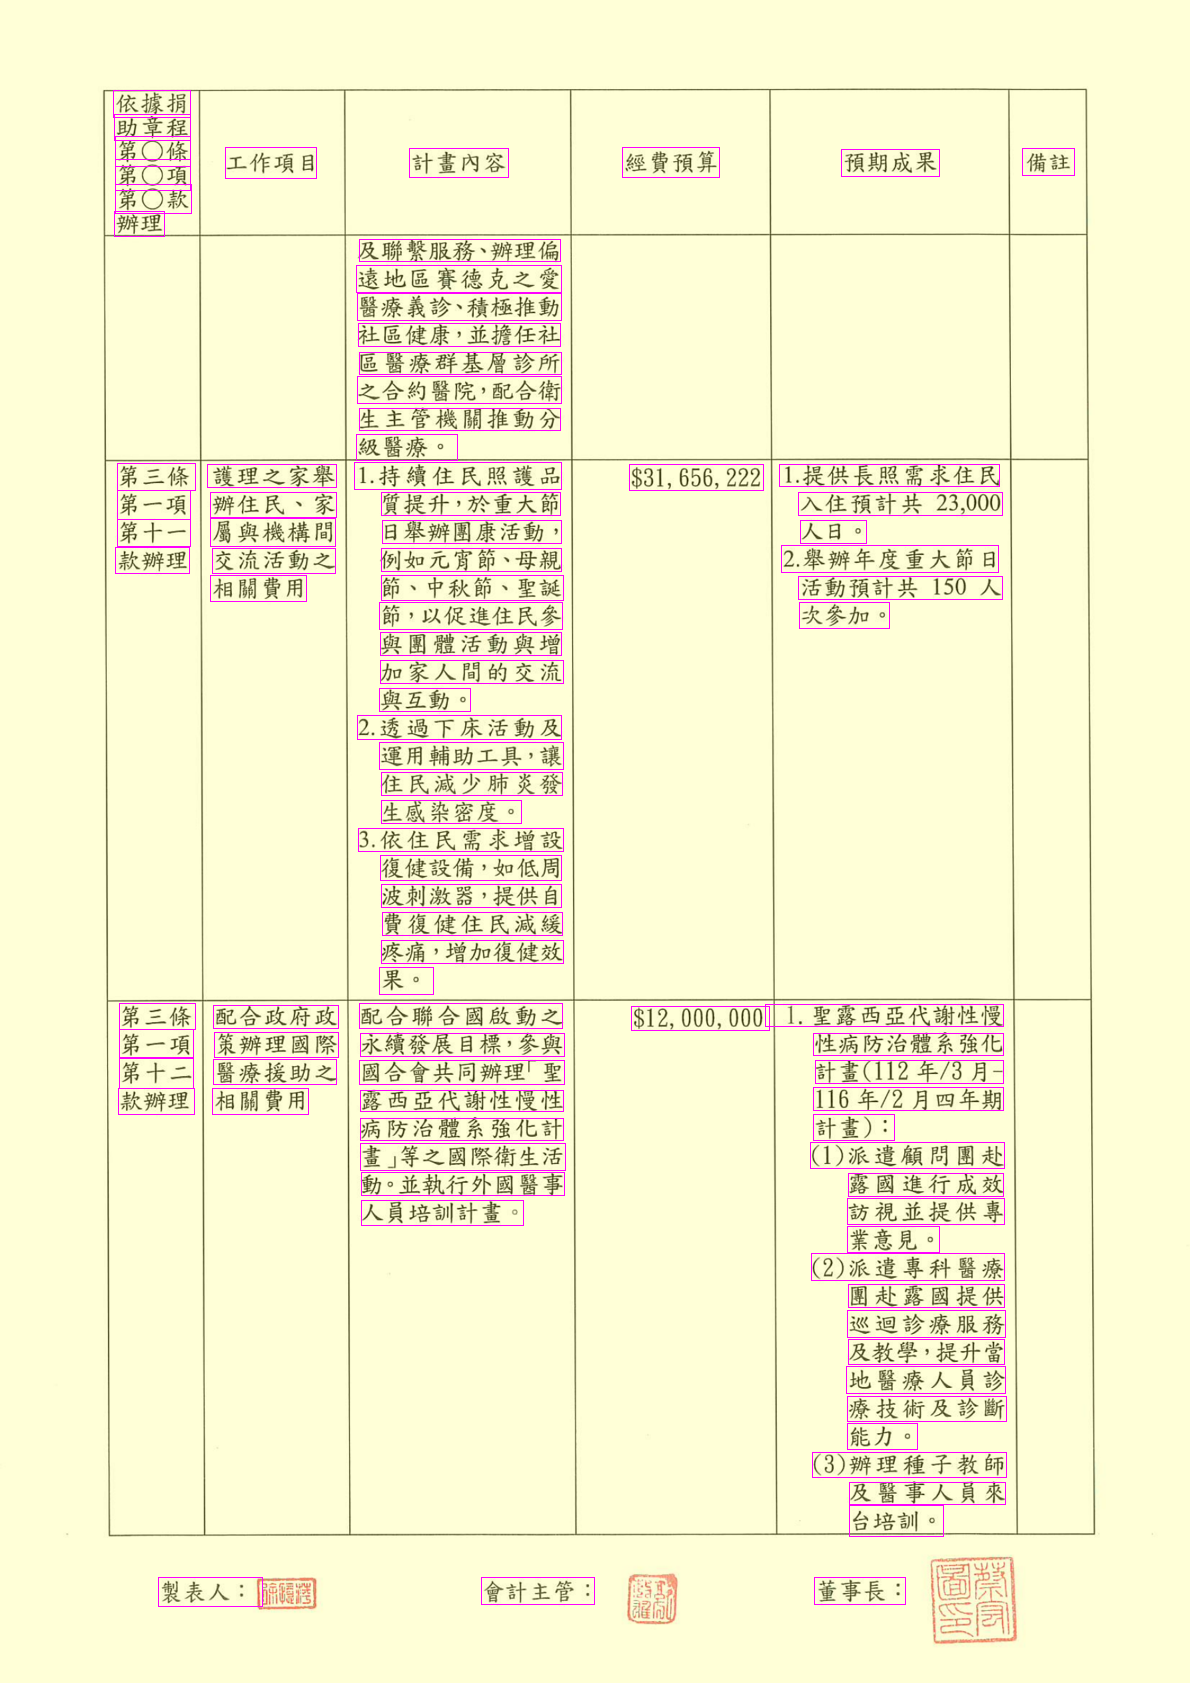 依據捐
助章程
第〇條
第〇項
第〇款
辦理
工作項目
計畫內容
經費預算
預期成果
備註
及聯繫服務、辦理偏
遠地區賽德克之愛
醫療義診、積極推動
社區健康，並擔任社
區醫療群基層診所
之合約醫院，配合衛
生主管機關推動分
級醫療。
第三條
第一項
第十一
款辦理
護理之家舉
辦住民、家
屬與機構間
交流活動之
相關費用
1.持續住民照護品
質提升，於重大節
日舉辦團康活動，
例如元宵節、母親
節、中秋節、聖誕
節，以促進住民參
與團體活動與增
加家人間的交流
與互動。
2.透過下床活動及
運用輔助工具，讓
住民減少肺炎發
生感染密度。
3.依住民需求增設
復健設備，如低周
波刺激器，提供自
費復健住民減緩
疼痛，增加復健效
果。
$31,656,222
1.提供長照需求住民
入住預計共 23,000
人日。
2.舉辦年度重大節日
活動預計共 150 人
次參加。
第三條
第一項
第十二
款辦理
配合政府政
策辦理國際
醫療援助之
相關費用
配合聯合國啟動之
永續發展目標，參與
國合會共同辦理「聖
露西亞代謝性慢性
病防治體系強化計
畫」等之國際衛生活
動。並執行外國醫事
人員培訓計畫。
$12,000,000
1. 聖露西亞代謝性慢
性病防治體系強化
計畫(112 年/3 月-
116 年/2 月四年期
計畫)：
(1)派遣顧問團赴
露國進行成效
訪視並提供專
業意見。
(2)派遣專科醫療
團赴露國提供
巡迴診療服務
及教學，提升當
地醫療人員診
療技術及診斷
能力。
(3)辦理種子教師
及醫事人員來
台培訓。
製表人：
會計主管：
董事長：